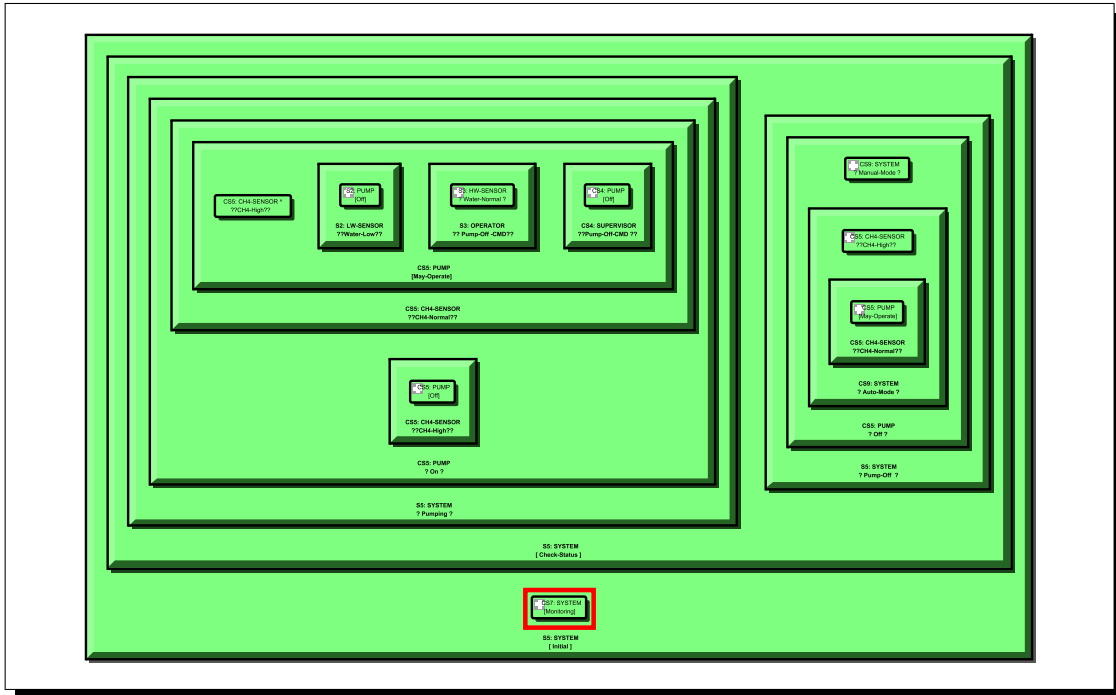 CS9: SYSTEM
? Manual-Mode ?
S2: PUMP
[Off]
S3: HW-SENSOR
? Water-Normal ?
CS4: PUMP
[Off]
CS5: CH4-SENSOR ^
??CH4-High??
S2: LW-SENSOR
??Water-Low??
S3: OPERATOR
?? Pump-Off -CMD??
CS4: SUPERVISOR
??Pump-Off-CMD ??
CS5: PUMP
[May-Operate]
CS5: CH4-SENSOR
??CH4-Normal??
CS5: PUMP
[Off]
CS5: CH4-SENSOR
??CH4-High??
CS5: PUMP
? On ?
S5: SYSTEM
? Pumping ?
CS5: CH4-SENSOR
??CH4-High??
CS5: PUMP
[May-Operate]
CS5: CH4-SENSOR
??CH4-Normal??
CS9: SYSTEM
? Auto-Mode ?
CS5: PUMP
? Off ?
S5: SYSTEM
? Pump-Off ?
S5: SYSTEM
[ Check-Status ]
CS7: SYSTEM
[Monitoring]
S5: SYSTEM
[ Initial ]